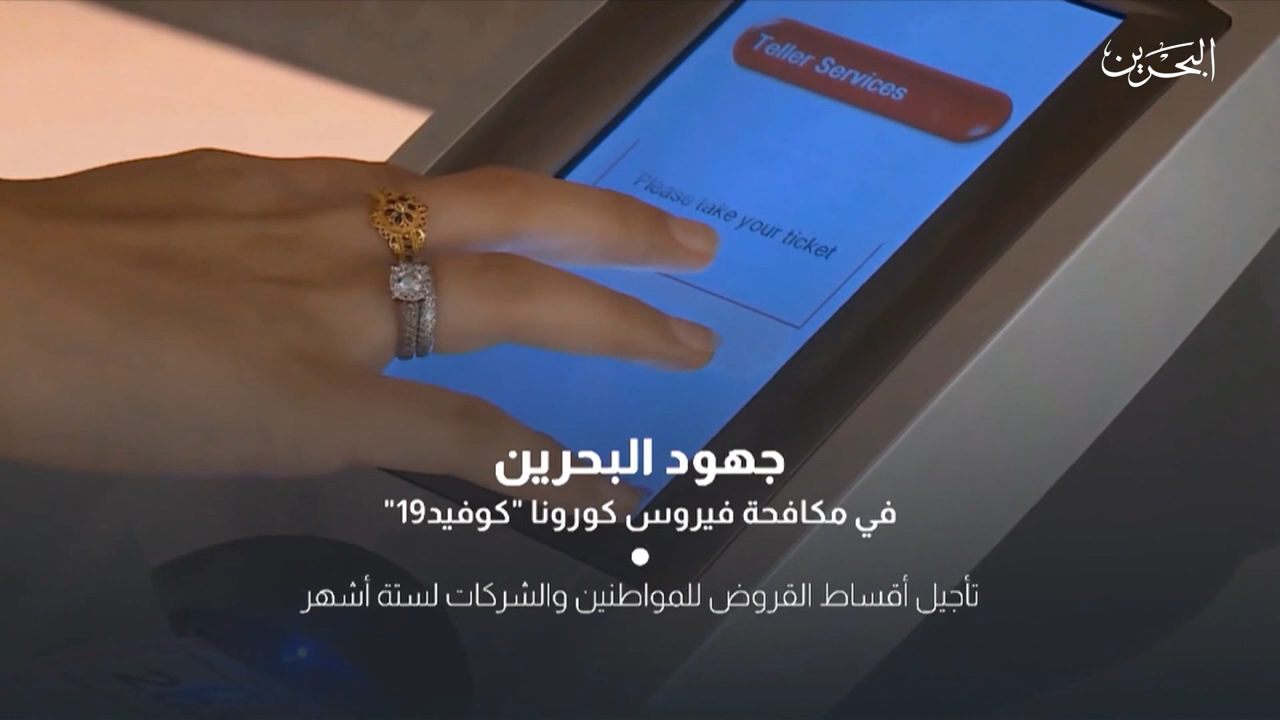 البحرين
Teller Services
Please take your ticket
جهود البحرين
في مكافحة فيروس كورونا "كوفيد19"
تأجيل أقساط القروض للمواطنين والشركات لستة أشهر